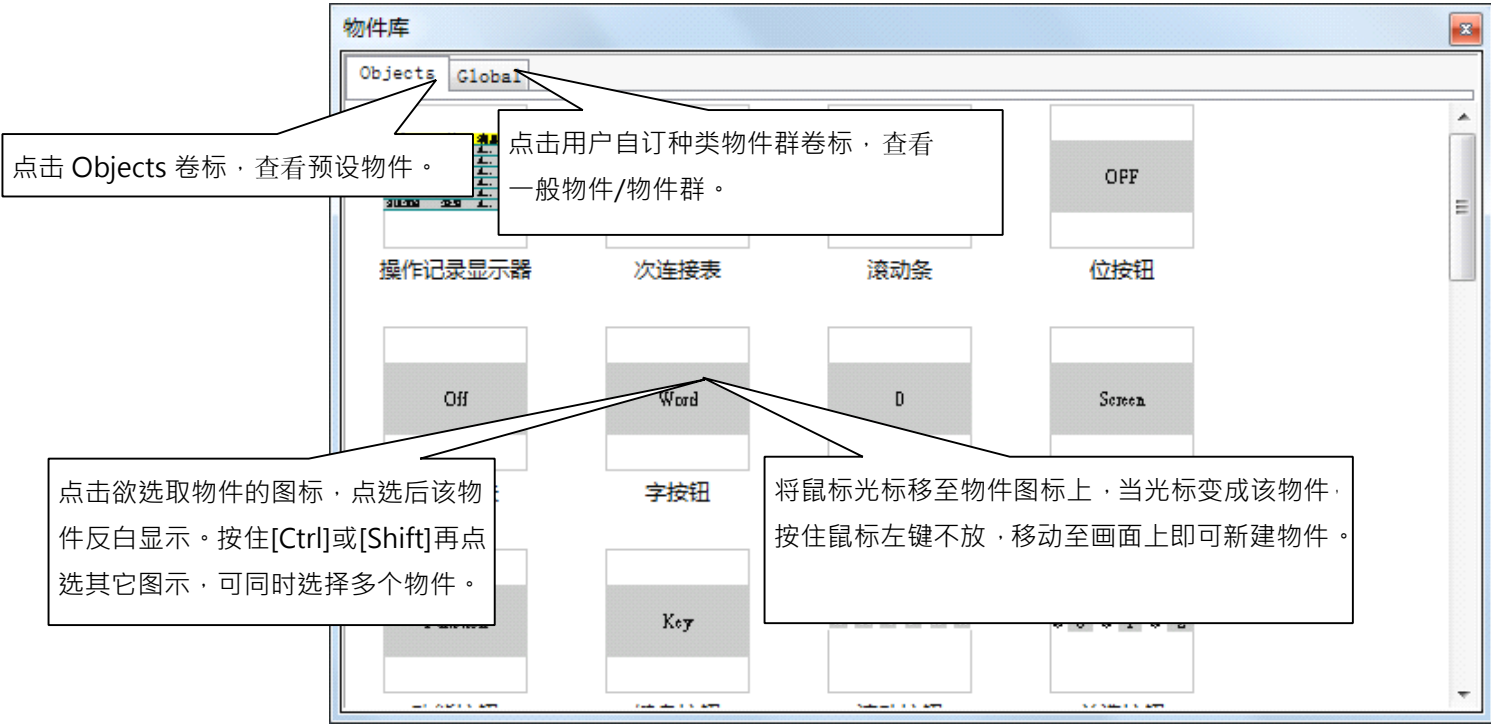 物件库
Objects
Global
点击 Objects 卷标，查看预设物件。
点击用户自订种类物件群卷标，查看
一般物件/物件群。
OFF
操作记录显示器
次连接表
滚动条
位按钮
Off
Word
D
Screen
字按钮
点击欲选取物件的图标，点选后该物
件反白显示。按住[Ctrl]或[Shift]再点
选其它图示，可同时选择多个物件。
将鼠标光标移至物件图标上，当光标变成该物件，
按住鼠标左键不放，移动至画面上即可新建物件。
Key